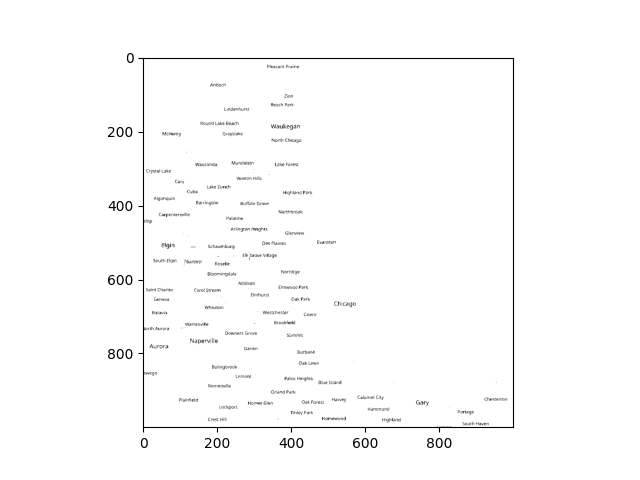 0
Pleasant Prairie
Antioch
Zion
Beach Park
Lindenhurst
Round Lake Beach
Waukegan
200
McHenry
Grayslake
North Chicago
Wauconda
Mundelein
Lake Forest
Crystal Lake
Vernon Hills
Cary
Lake Zurich
Cuba
Highland Park
Algonquin
Barrington
Buffalo Grove
400
Northbrook
Carpentersville
Palatine
Arlington Heights
Glenview
Elgin
Schaumburg
Des Plaines
Evanston
Elk Grove Village
South Elgin
Bartlett
Roselle
Bloomingdale
Norridge
600
Addison
Saint Charles
Carol Stream
Elmwood Park
Elmhurst
Geneva
Oak Park
Chicago
Wheaton
Batavia
Westchester
Cicero
Warrenville
Brookfield
North Aurora
Downers Grove
Summit
Naperville
Aurora
Darien
Burbank
800
Oak Lawn
Bolingbrook
Oswego
Lemont
Palos Heights
Blue Island
Romeoville
Orland Park
Plainfield
Homer Glen
Oak Forest
Harvey
Calumet City
Gary
Chesterton
Lockport
Hammond
Tinley Park
Portage
Crest Hill
Homewood
Highland
South Haven
0
200
400
600
800